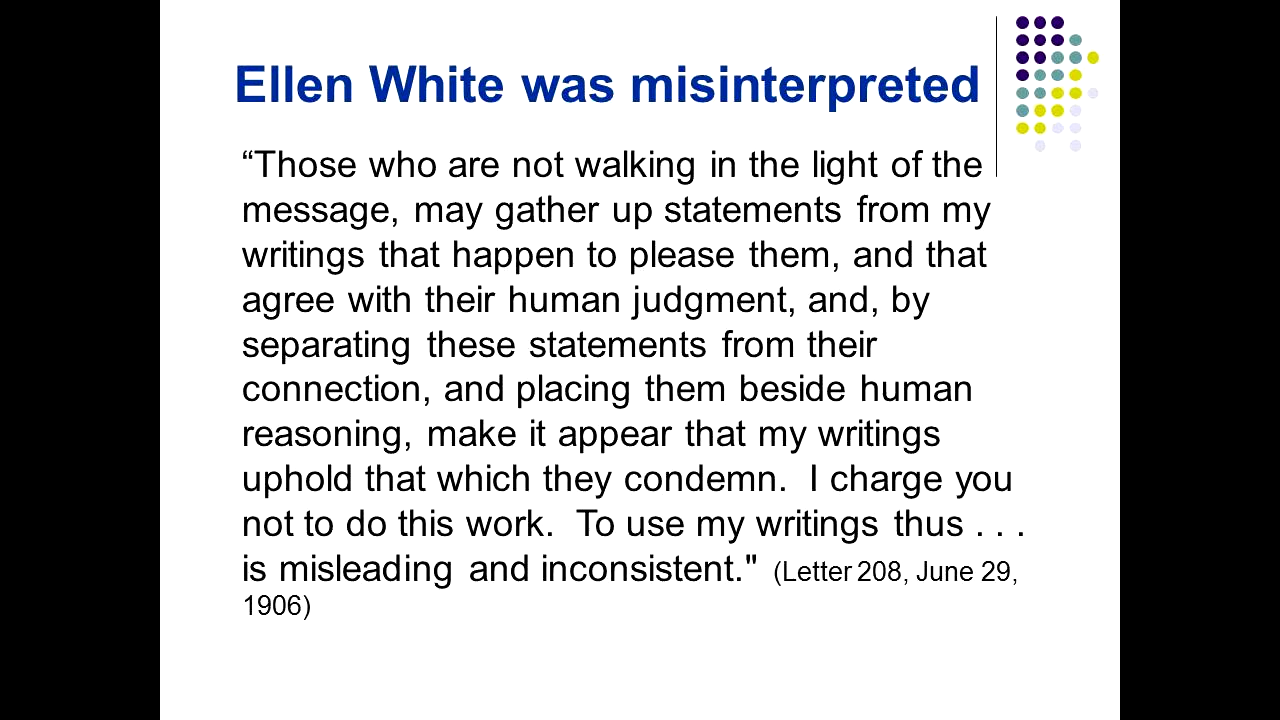 Ellen White was misinterpreted
“Those who are not walking in the light of the
message, may gather up statements from my
writings that happen to please them, and that
agree with their human judgment, and, by
separating these statements from their
connection, and placing them beside human
reasoning, make it appear that my writings
uphold that which they condemn.  I charge you
not to do this work.  To use my writings thus . . .
is misleading and inconsistent."  (Letter 208, June 29,
1906)